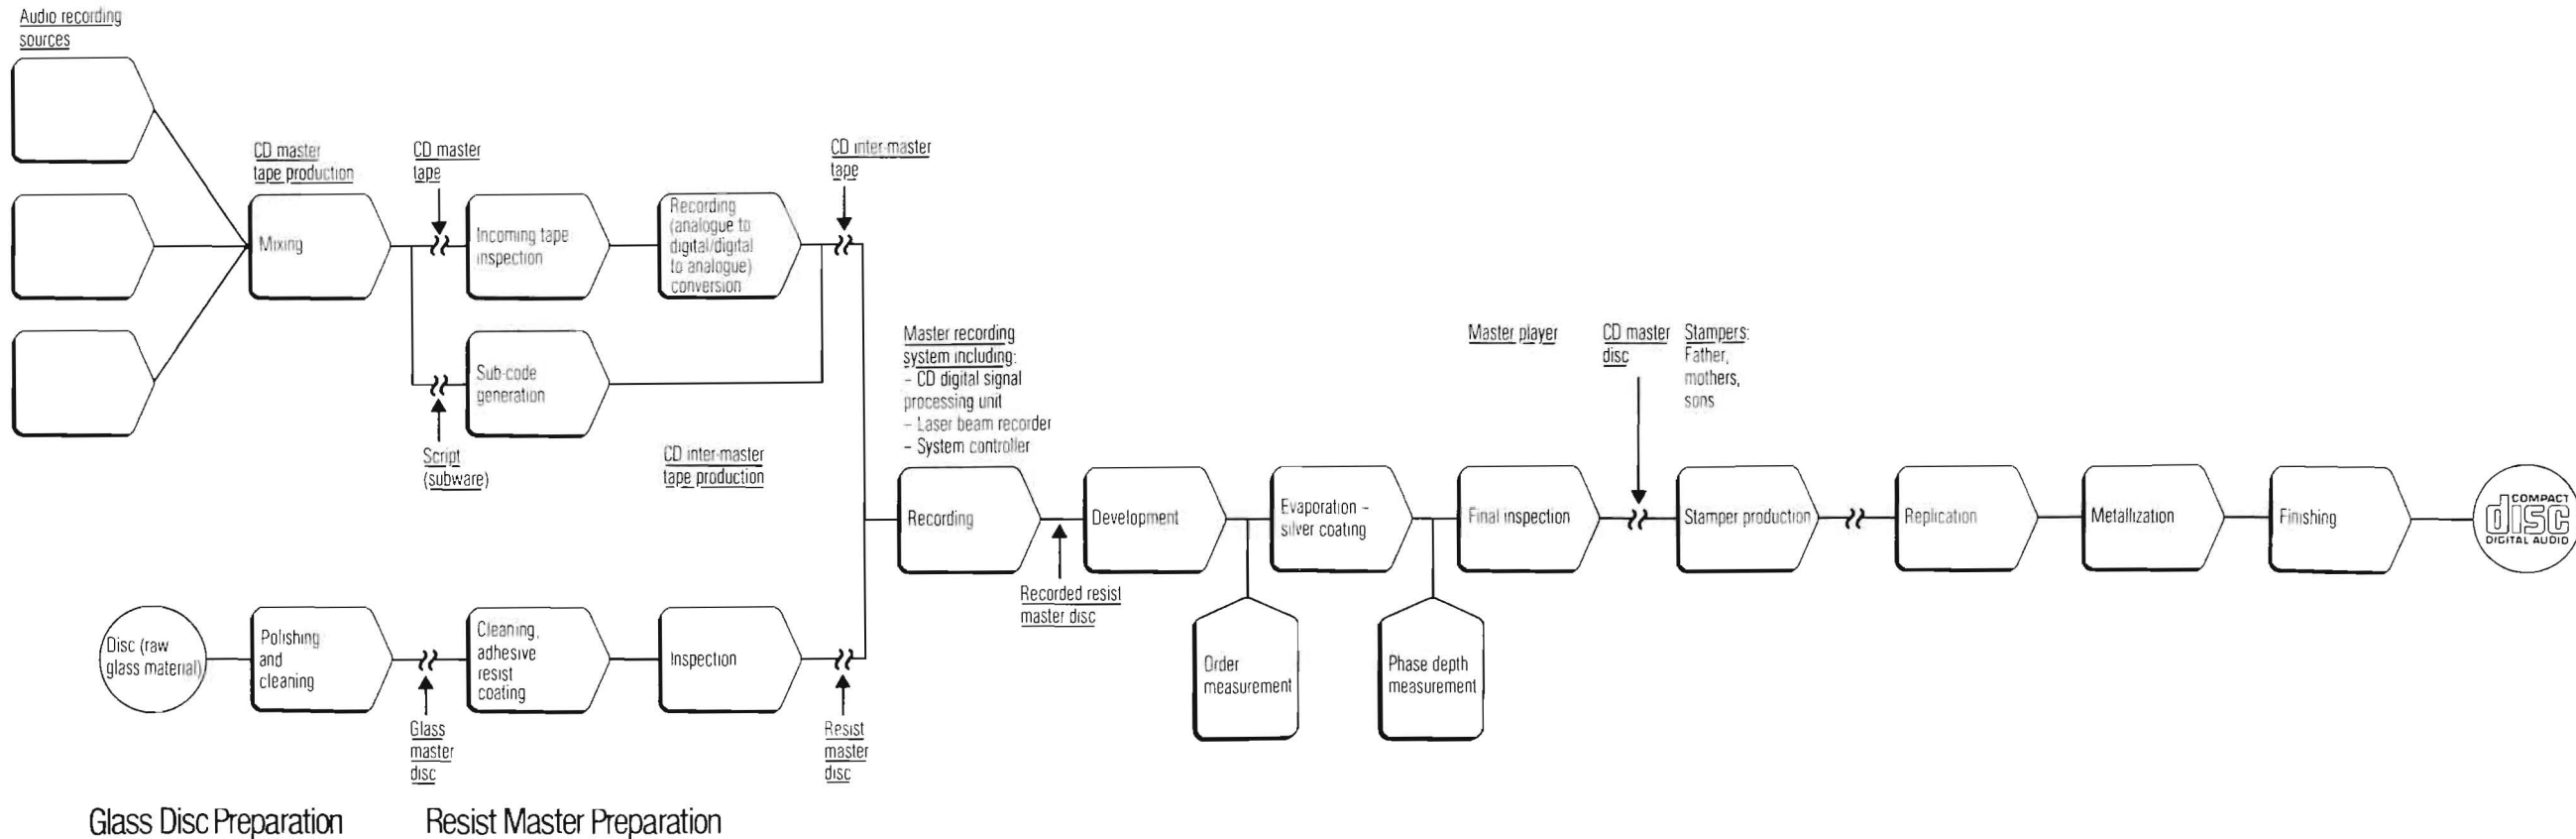 Audio recording
sources
CD master
tape production
Mixing
CD master
tape
Incoming tape
inspection
Recording
(analogue to
digital/digital
to analogue)
conversion
CD inter-master
tape
Script
(subware)
Sub-code
generation
CD inter-master
tape production
Disc (raw
glass material)
Polishing
and
cleaning
Glass
master
disc
Cleaning,
adhesive
resist
coating
Inspection
Resist
master
disc
Master recording
system including:
– CD digital signal
processing unit
– Laser beam recorder
– System controller
Recording
Recorded resist
master disc
Development
Order
measurement
Evaporation –
silver coating
Phase depth
measurement
Master player
Final inspection
CD master
disc
Stampers:
Father,
mothers,
sons
Stamper production
Replication
Metallization
Finishing
COMPACT
disc
DIGITAL AUDIO
Glass Disc Preparation
Resist Master Preparation